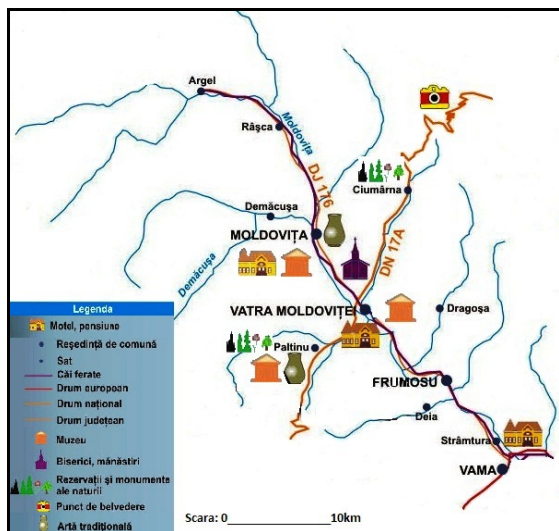 Argel
Moldoviţa
Râşca
DJ 176
Ciumârna
Demăcuşa
MOLDOVIŢA
DN 17A
Demăcuşa
VATRA MOLDOVIŢEI
Dragoşa
Paltinu
FRUMOSU
Deia
Strâmtura
VAMA
Legenda
Motel, pensiune
Reşedinţă de comună
Sat
Căi ferate
Drum european
Drum naţional
Drum judeţean
Muzeu
Biserici, mănăstiri
Rezervaţii şi monumente
ale naturii
Punct de belvedere
Artă tradiţională
Scara: 0 10km